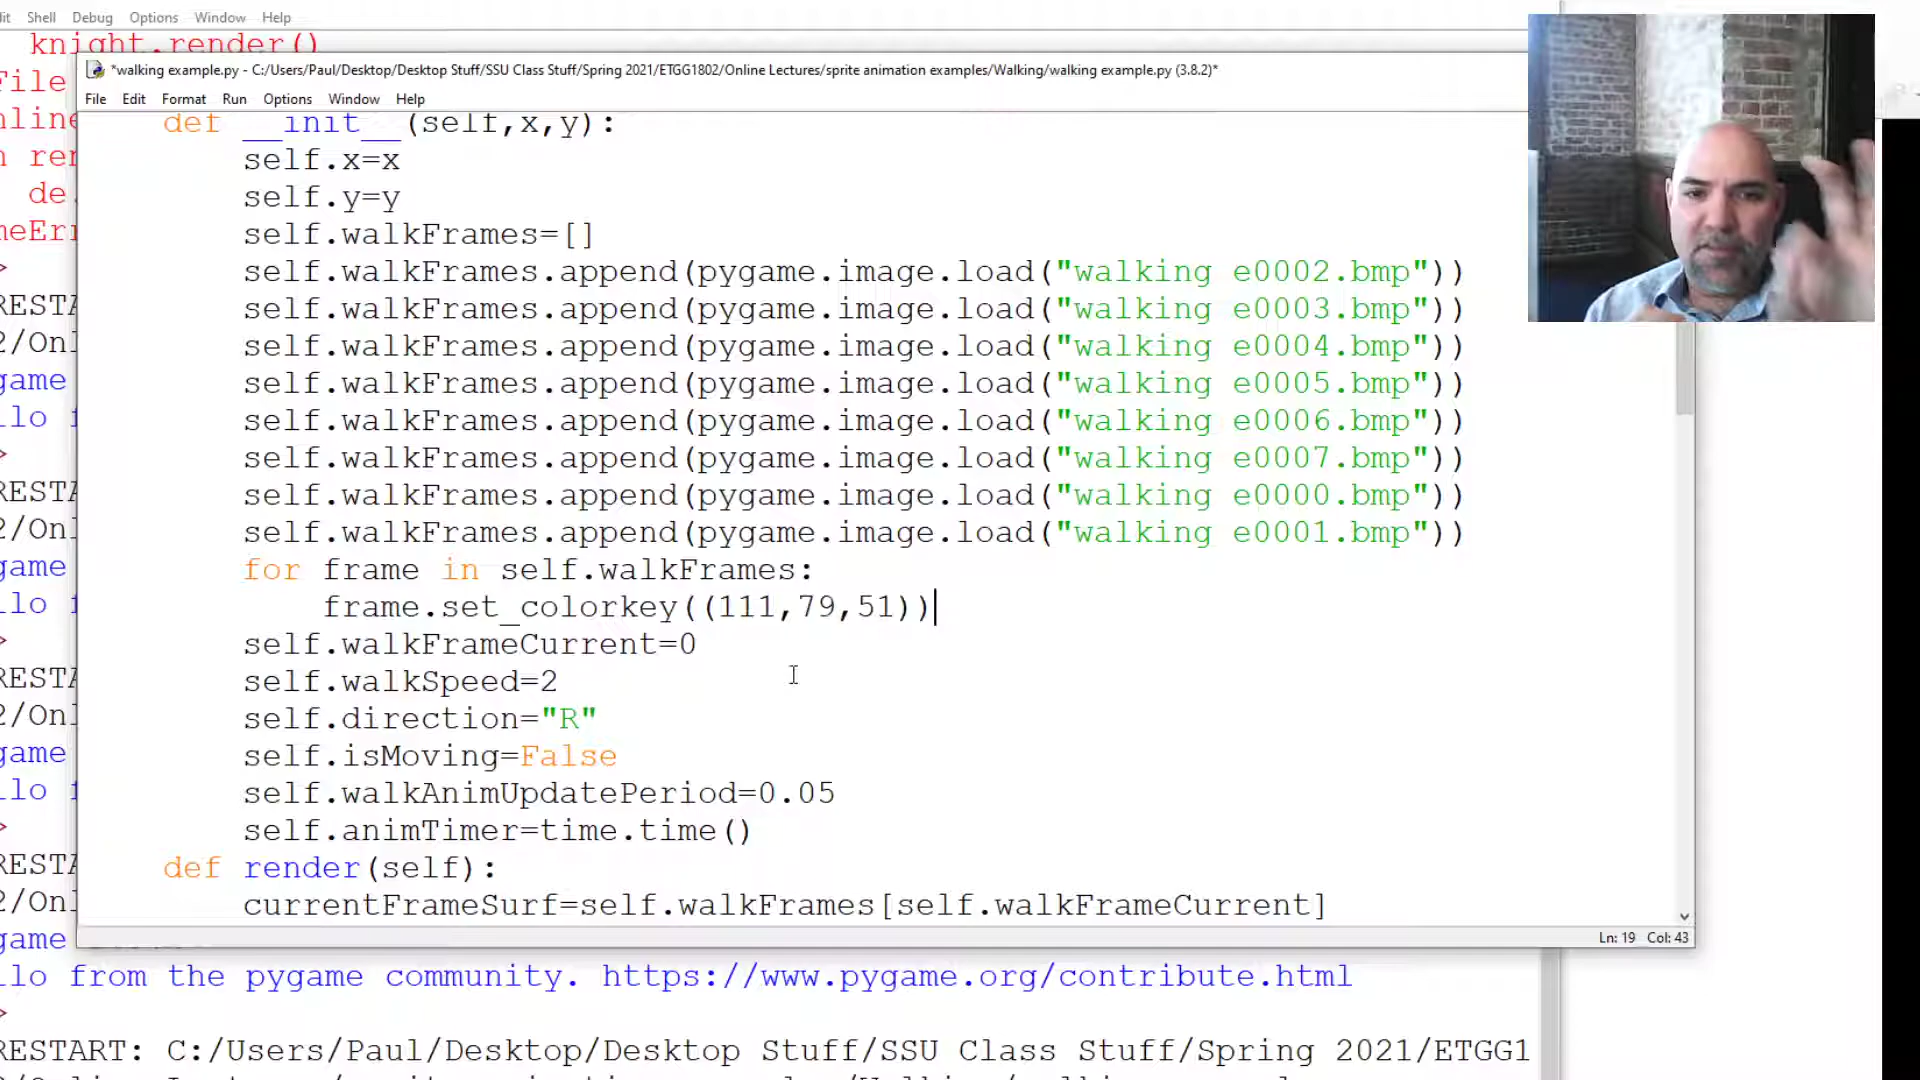 Shell Debug Options Window Help
knight.render()
*walking example.py - C:/Users/Paul/Desktop/Desktop Stuff/SSU Class Stuff/Spring 2021/ETGG1802/Online Lectures/sprite animation examples/Walking/walking example.py (3.8.2)*
File Edit Format Run Options Window Help
def __init__(self,x,y):
self.x=x
self.y=y
self.walkFrames=[]
self.walkFrames.append(pygame.image.load("walking e0002.bmp"))
self.walkFrames.append(pygame.image.load("walking e0003.bmp"))
self.walkFrames.append(pygame.image.load("walking e0004.bmp"))
self.walkFrames.append(pygame.image.load("walking e0005.bmp"))
self.walkFrames.append(pygame.image.load("walking e0006.bmp"))
self.walkFrames.append(pygame.image.load("walking e0007.bmp"))
self.walkFrames.append(pygame.image.load("walking e0000.bmp"))
self.walkFrames.append(pygame.image.load("walking e0001.bmp"))
for frame in self.walkFrames:
frame.set_colorkey((111,79,51))
self.walkFrameCurrent=0
self.walkSpeed=2
self.direction="R"
self.isMoving=False
self.walkAnimUpdatePeriod=0.05
self.animTimer=time.time()
def render(self):
currentFrameSurf=self.walkFrames[self.walkFrameCurrent]
Ln: 19 Col: 43
llo from the pygame community. https://www.pygame.org/contribute.html
>
RESTART: C:/Users/Paul/Desktop/Desktop Stuff/SSU Class Stuff/Spring 2021/ETGG1